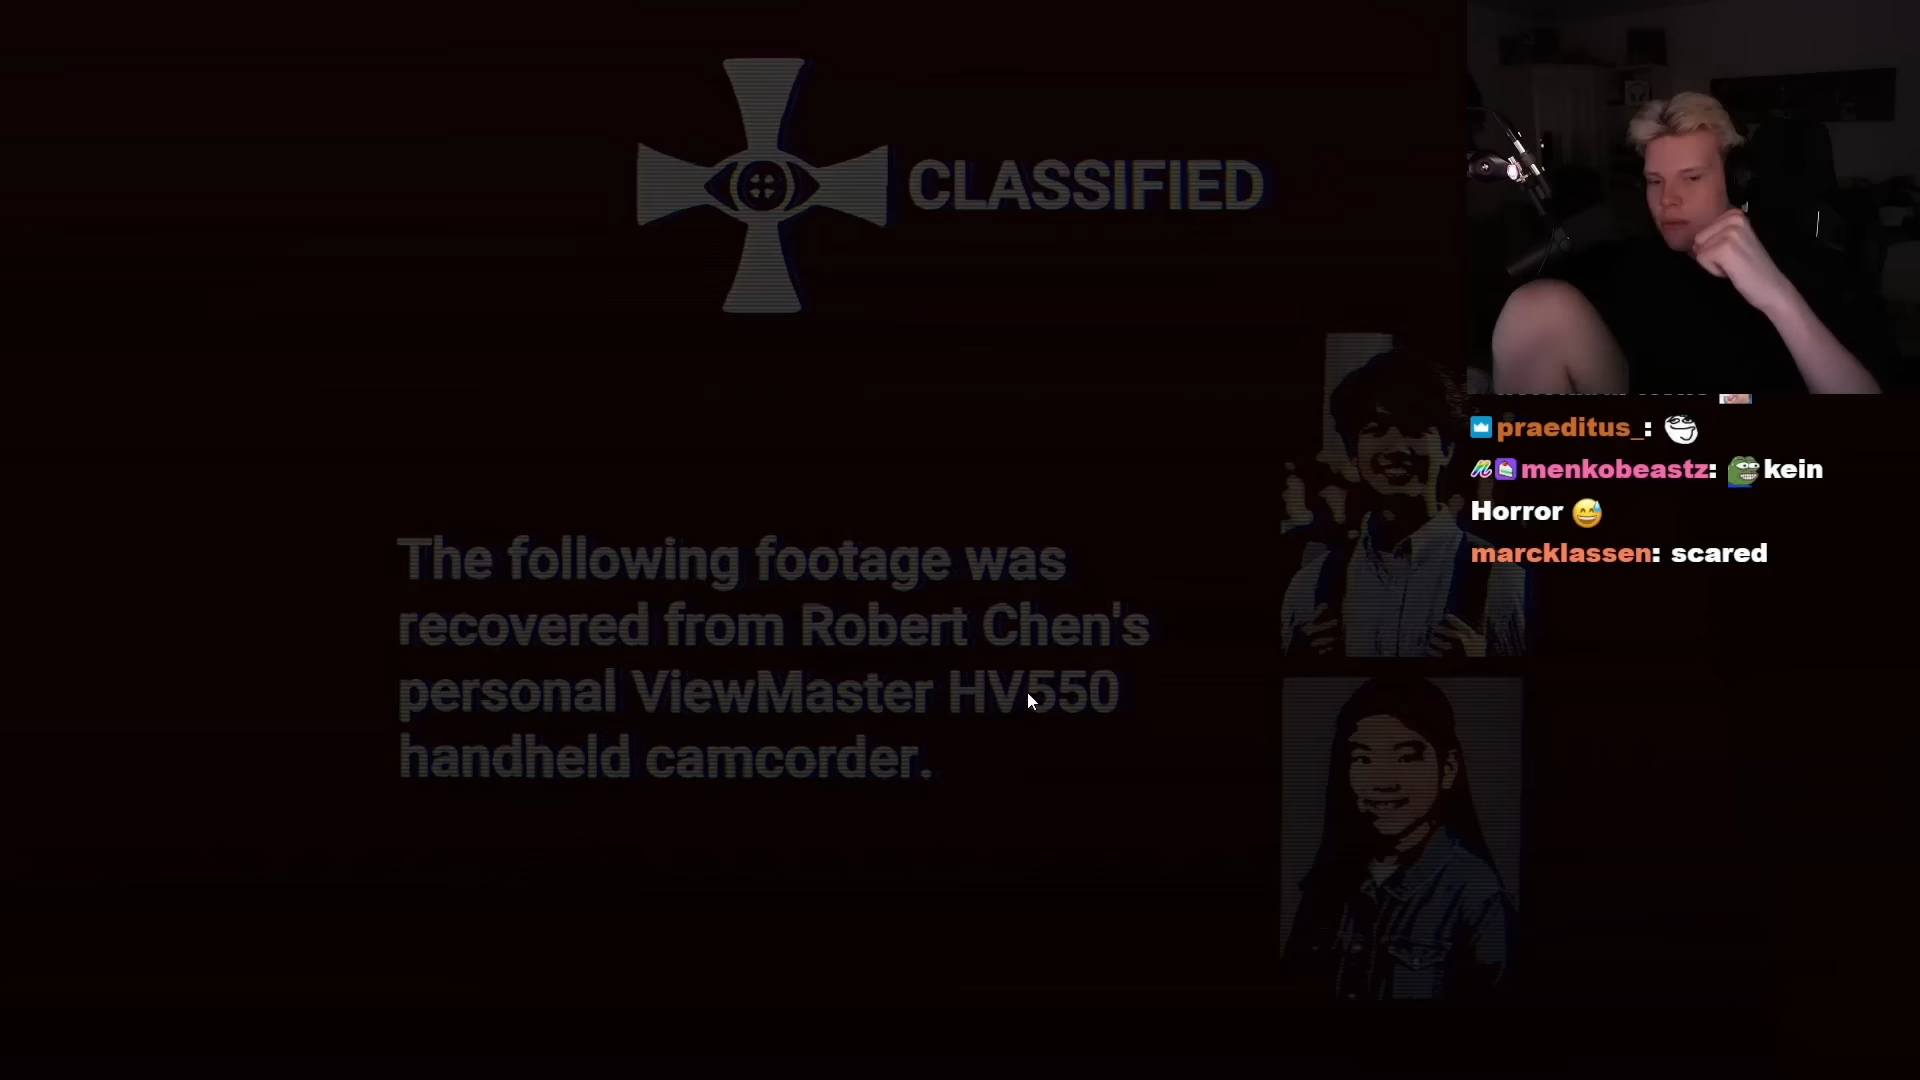 CLASSIFIED
The following footage was
recovered from Robert Chen's
personal ViewMaster HV550
handheld camcorder.
praeditus_:
menkobeastz: kein
Horror 😅
marcklassen: scared